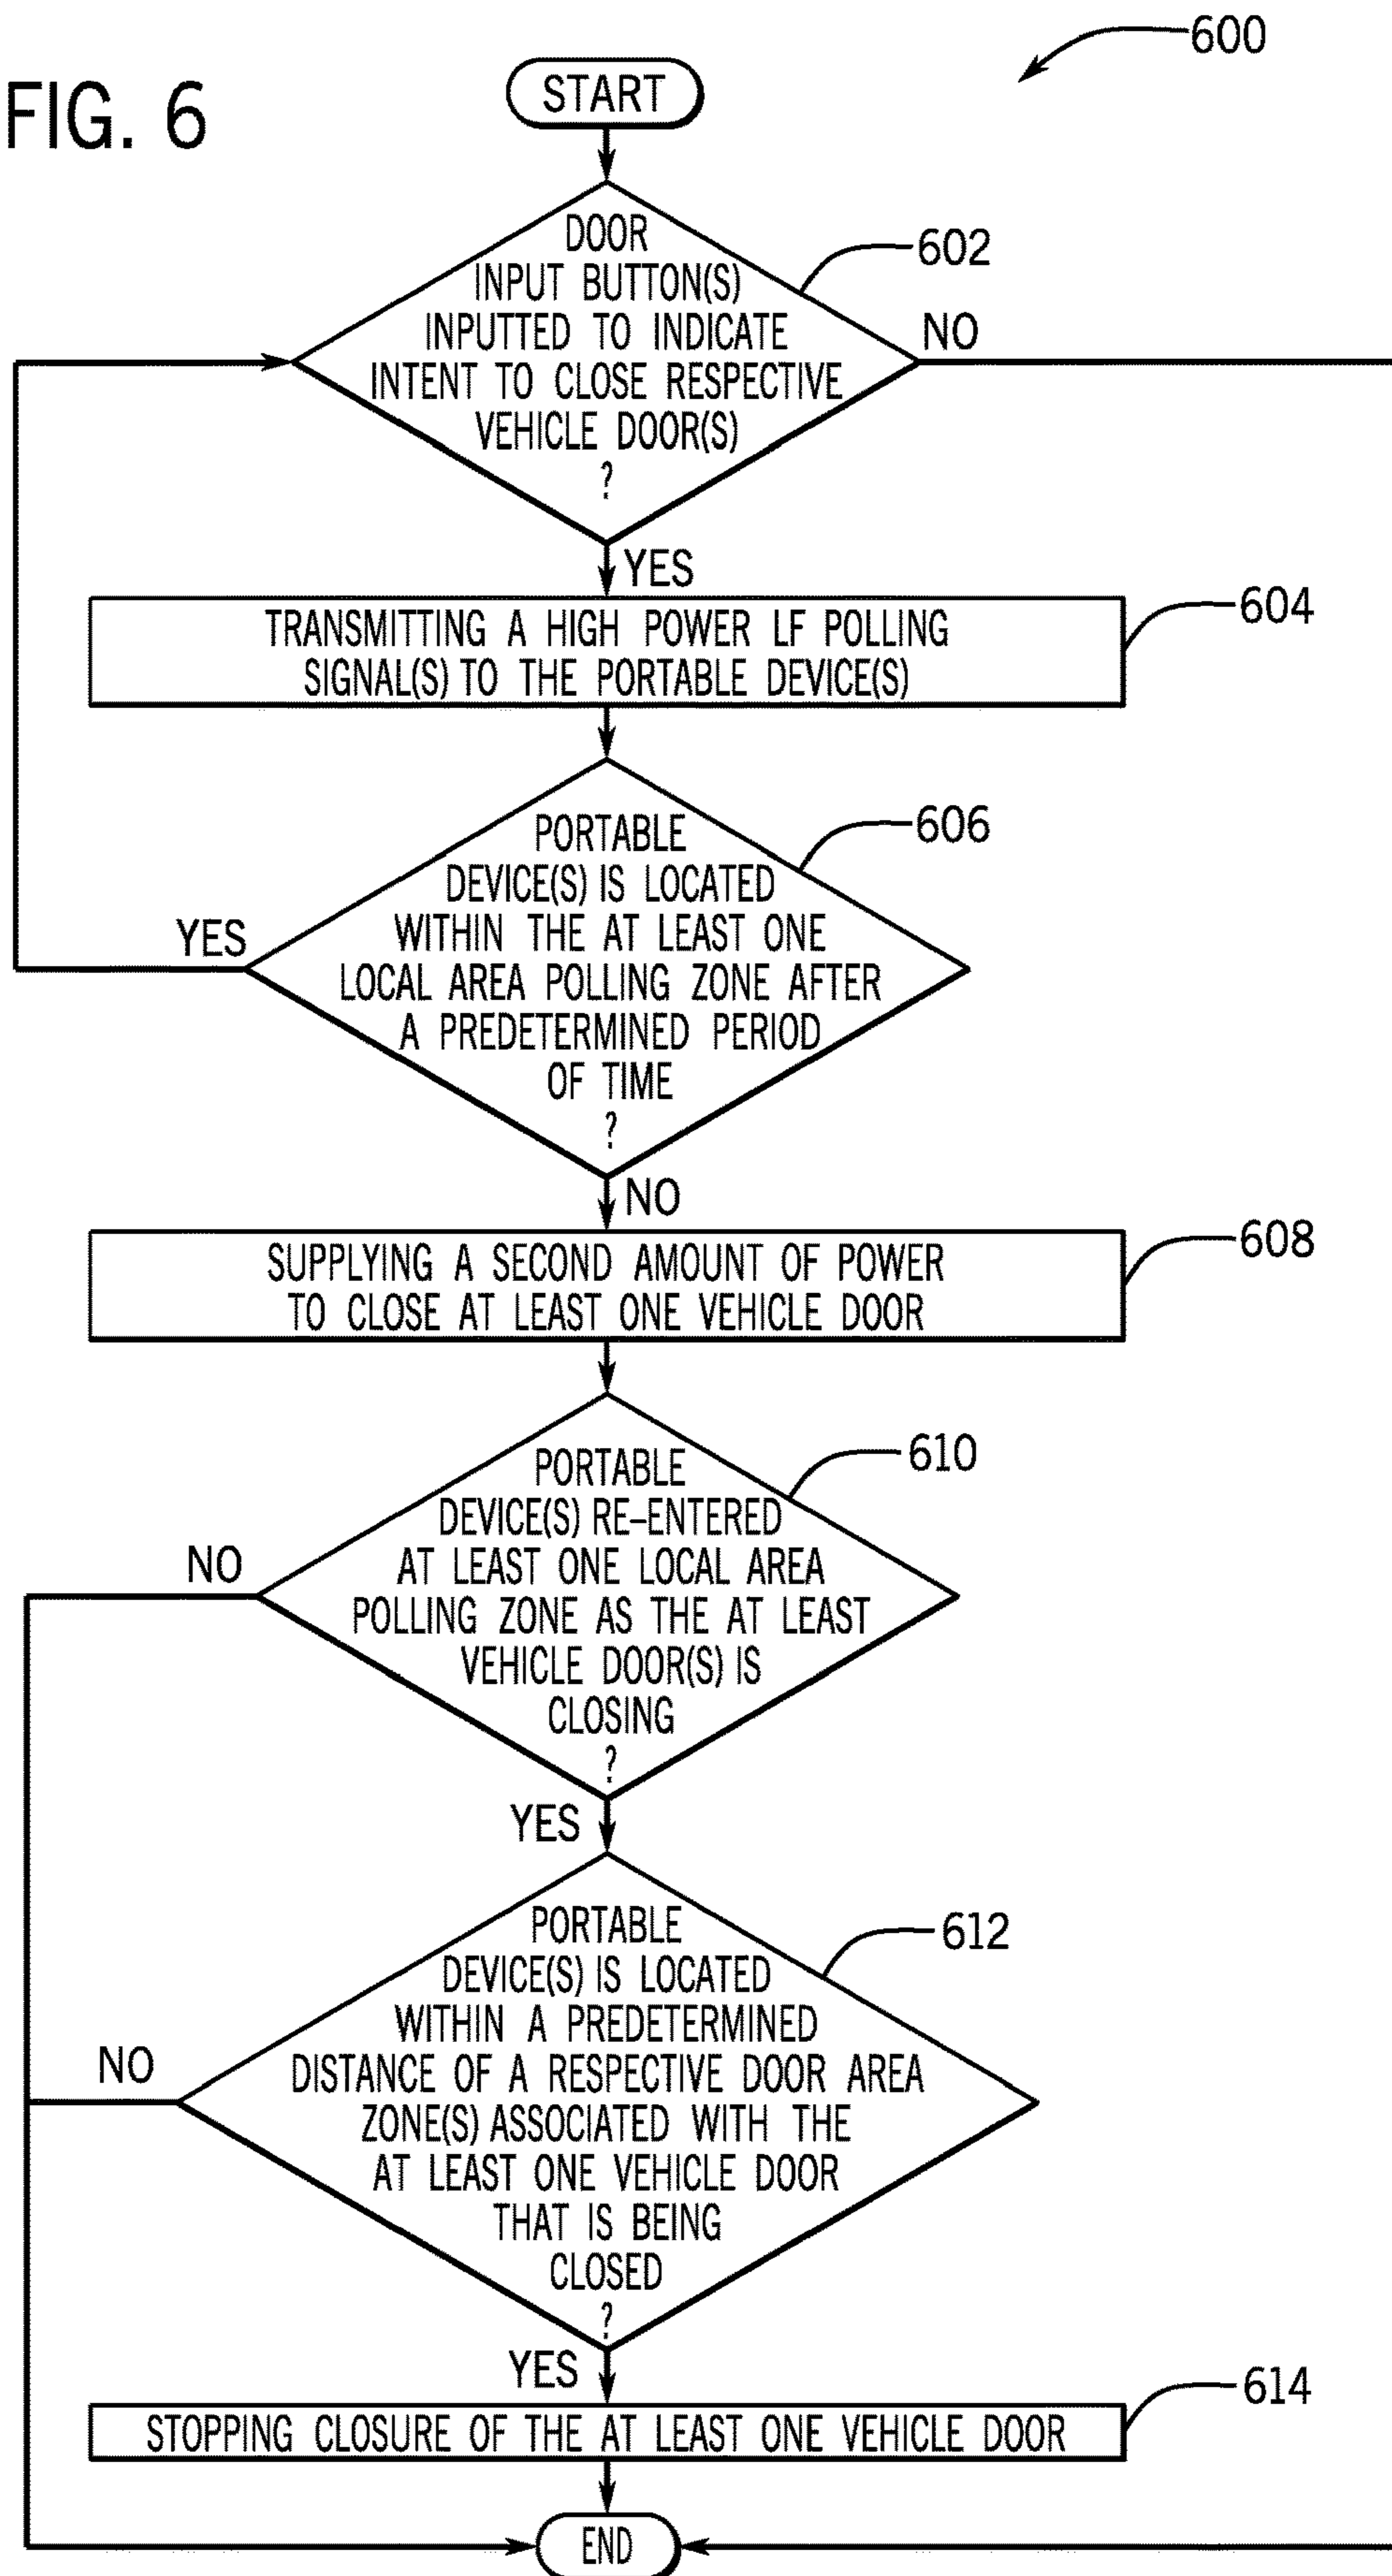 600
FIG. 6
START
DOOR
INPUT BUTTON(S)
INPUTTED TO INDICATE
INTENT TO CLOSE RESPECTIVE
VEHICLE DOOR(S)
?
602
NO
YES
TRANSMITTING A HIGH POWER LF POLLING
SIGNAL(S) TO THE PORTABLE DEVICE(S)
604
PORTABLE
DEVICE(S) IS LOCATED
WITHIN THE AT LEAST ONE
LOCAL AREA POLLING ZONE AFTER
A PREDETERMINED PERIOD
OF TIME
?
606
YES
NO
SUPPLYING A SECOND AMOUNT OF POWER
TO CLOSE AT LEAST ONE VEHICLE DOOR
608
PORTABLE
DEVICE(S) RE-ENTERED
AT LEAST ONE LOCAL AREA
POLLING ZONE AS THE AT LEAST
VEHICLE DOOR(S) IS
CLOSING
?
610
NO
YES
PORTABLE
DEVICE(S) IS LOCATED
WITHIN A PREDETERMINED
DISTANCE OF A RESPECTIVE DOOR AREA
ZONE(S) ASSOCIATED WITH THE
AT LEAST ONE VEHICLE DOOR
THAT IS BEING
CLOSED
?
612
NO
YES
STOPPING CLOSURE OF THE AT LEAST ONE VEHICLE DOOR
614
END